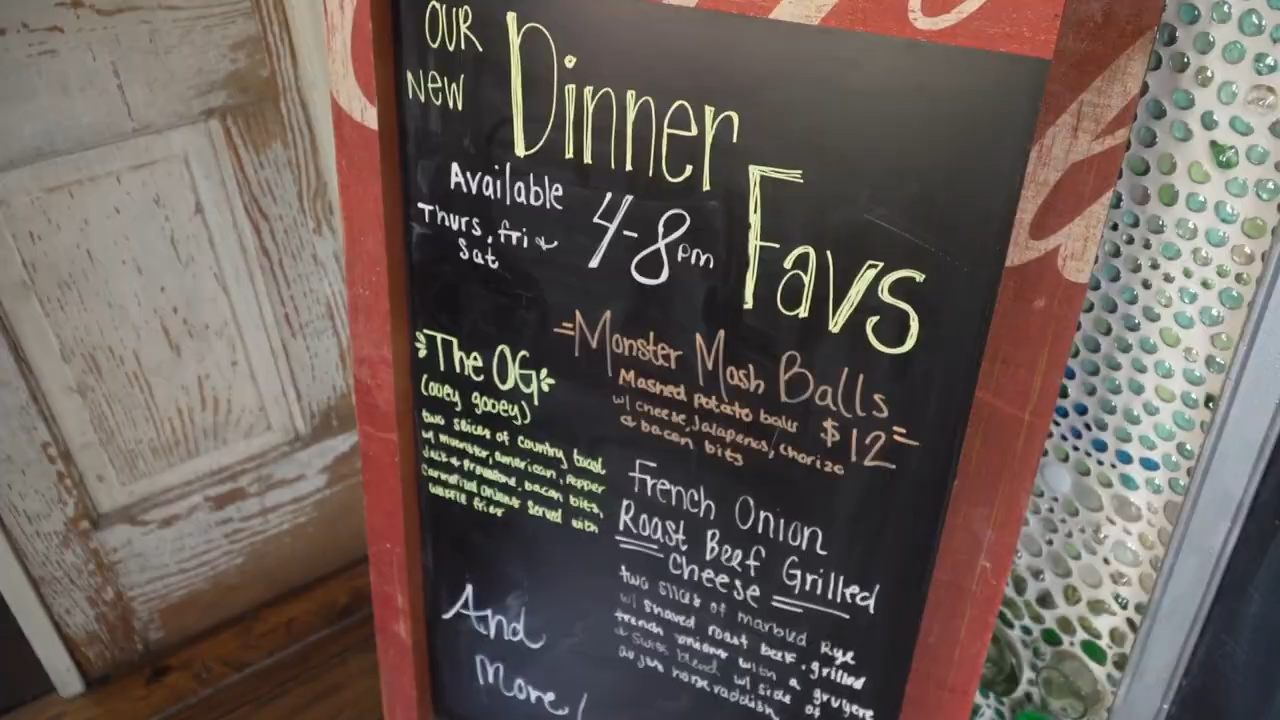 OUR
NEW
Dinner
Favs
Available
Thurs, fri &
Sat
4-8pm
The OG
(ooey gooey)
two slices of country toast
w/ muenster, american, Pepper
Jack & Provolone, bacon bits,
carmelized onions served with
waffle fries
Monster Mash Balls
Mashed potato balls
w/ cheese, Jalapenos, chorizo
& bacon bits
$12
French Onion
Roast Beef Grilled
cheese
two slices of marbled Rye
w/ shaved roast beef, grilled
french onions with a gruyere
& swiss blend w/ side of
au jus horseraddish
And
More!